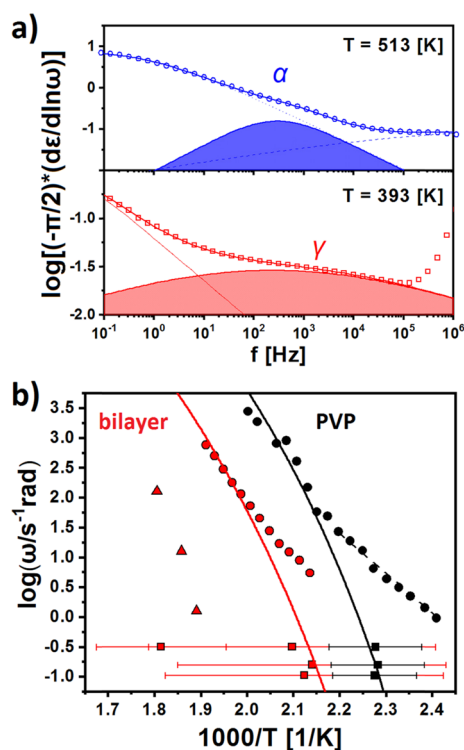 a)
T = 513 [K]
α
1
0
-1
T = 393 [K]
γ
-1.0
-1.5
-2.0
log[(-π/2)*(dε/dlnω)]
10⁻¹ 10⁰ 10¹ 10² 10³ 10⁴ 10⁵ 10⁶
f [Hz]
b)
bilayer PVP
3.5
3.0
2.5
2.0
1.5
1.0
0.5
0.0
-0.5
-1.0
log(ω/s⁻¹rad)
1.7 1.8 1.9 2.0 2.1 2.2 2.3 2.4
1000/T [1/K]